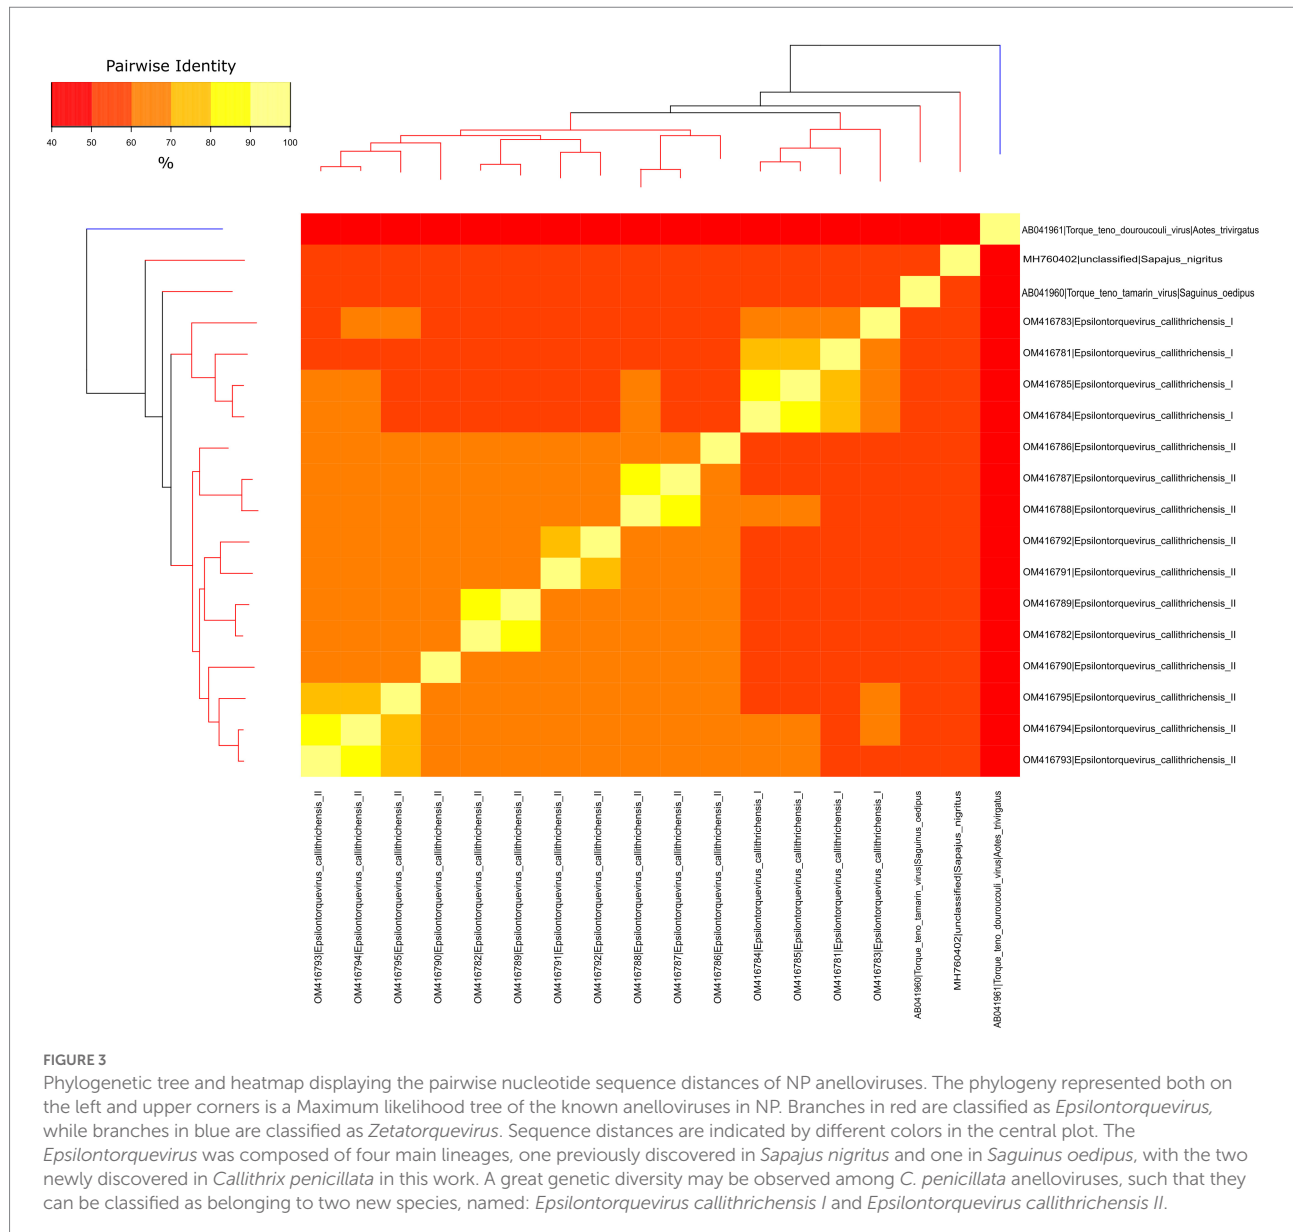 Pairwise Identity
40 50 60 70 80 90 100
%
AB041961|Torque_teno_douroucouli_virus|Aotes_trivirgatus
MH760402|unclassified|Sapajus_nigritus
AB041960|Torque_teno_tamarin_virus|Saguinus_oedipus
OM416783|Epsilontorquevirus_callithrichensis_I
OM416781|Epsilontorquevirus_callithrichensis_I
OM416785|Epsilontorquevirus_callithrichensis_I
OM416784|Epsilontorquevirus_callithrichensis_I
OM416786|Epsilontorquevirus_callithrichensis_II
OM416787|Epsilontorquevirus_callithrichensis_II
OM416788|Epsilontorquevirus_callithrichensis_II
OM416792|Epsilontorquevirus_callithrichensis_II
OM416791|Epsilontorquevirus_callithrichensis_II
OM416789|Epsilontorquevirus_callithrichensis_II
OM416782|Epsilontorquevirus_callithrichensis_II
OM416790|Epsilontorquevirus_callithrichensis_II
OM416795|Epsilontorquevirus_callithrichensis_II
OM416794|Epsilontorquevirus_callithrichensis_II
OM416793|Epsilontorquevirus_callithrichensis_II
OM416793|Epsilontorquevirus_callithrichensis_II
OM416794|Epsilontorquevirus_callithrichensis_II
OM416795|Epsilontorquevirus_callithrichensis_II
OM416790|Epsilontorquevirus_callithrichensis_II
OM416782|Epsilontorquevirus_callithrichensis_II
OM416789|Epsilontorquevirus_callithrichensis_II
OM416791|Epsilontorquevirus_callithrichensis_II
OM416792|Epsilontorquevirus_callithrichensis_II
OM416788|Epsilontorquevirus_callithrichensis_II
OM416787|Epsilontorquevirus_callithrichensis_II
OM416786|Epsilontorquevirus_callithrichensis_II
OM416784|Epsilontorquevirus_callithrichensis_I
OM416785|Epsilontorquevirus_callithrichensis_I
OM416781|Epsilontorquevirus_callithrichensis_I
OM416783|Epsilontorquevirus_callithrichensis_I
AB041960|Torque_teno_tamarin_virus|Saguinus_oedipus
MH760402|unclassified|Sapajus_nigritus
AB041961|Torque_teno_douroucouli_virus|Aotes_trivirgatus
FIGURE 3
Phylogenetic tree and heatmap displaying the pairwise nucleotide sequence distances of NP anelloviruses. The phylogeny represented both on
the left and upper corners is a Maximum likelihood tree of the known anelloviruses in NP. Branches in red are classified as Epsilontorquevirus,
while branches in blue are classified as Zetatorquevirus. Sequence distances are indicated by different colors in the central plot. The
Epsilontorquevirus was composed of four main lineages, one previously discovered in Sapajus nigritus and one in Saguinus oedipus, with the two
newly discovered in Callithrix penicillata in this work. A great genetic diversity may be observed among C. penicillata anelloviruses, such that they
can be classified as belonging to two new species, named: Epsilontorquevirus callithrichensis I and Epsilontorquevirus callithrichensis II.